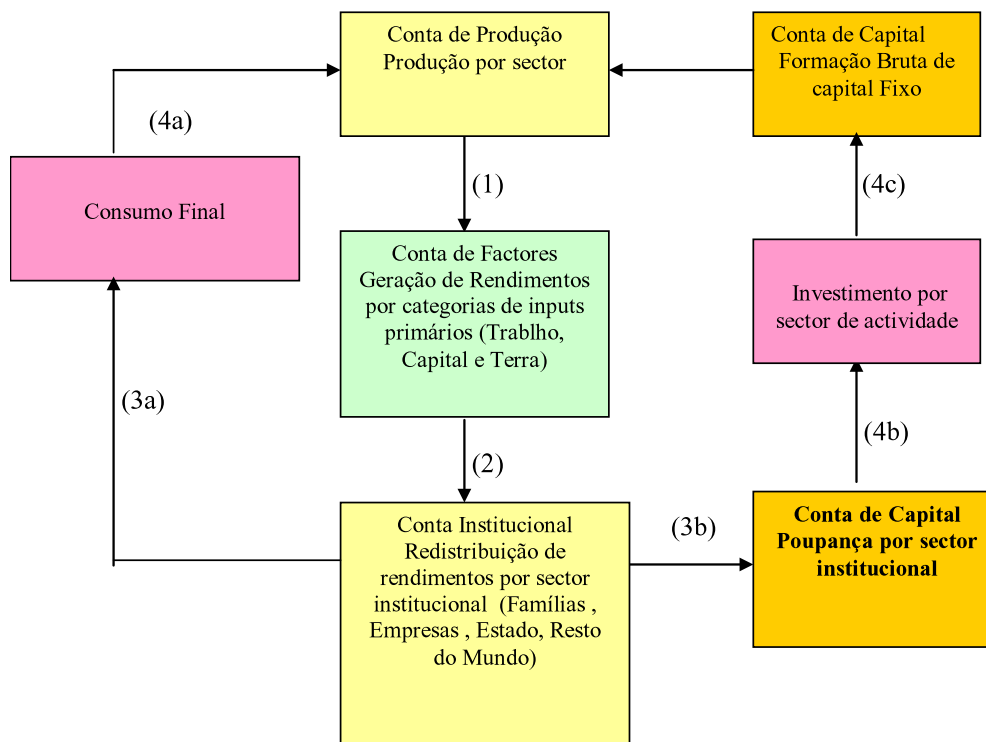 Conta de Produção
Produção por sector
Conta de Capital
Formação Bruta de
capital Fixo
(4a)
(1)
(4c)
Consumo Final
Conta de Factores
Geração de Rendimentos
por categorias de inputs
primários (Trablho,
Capital e Terra)
Investimento por
sector de actividade
(3a)
(2)
(4b)
Conta Institucional
Redistribuição de
rendimentos por sector
institucional (Famílias ,
Empresas , Estado, Resto
do Mundo)
(3b)
Conta de Capital
Poupança por sector
institucional